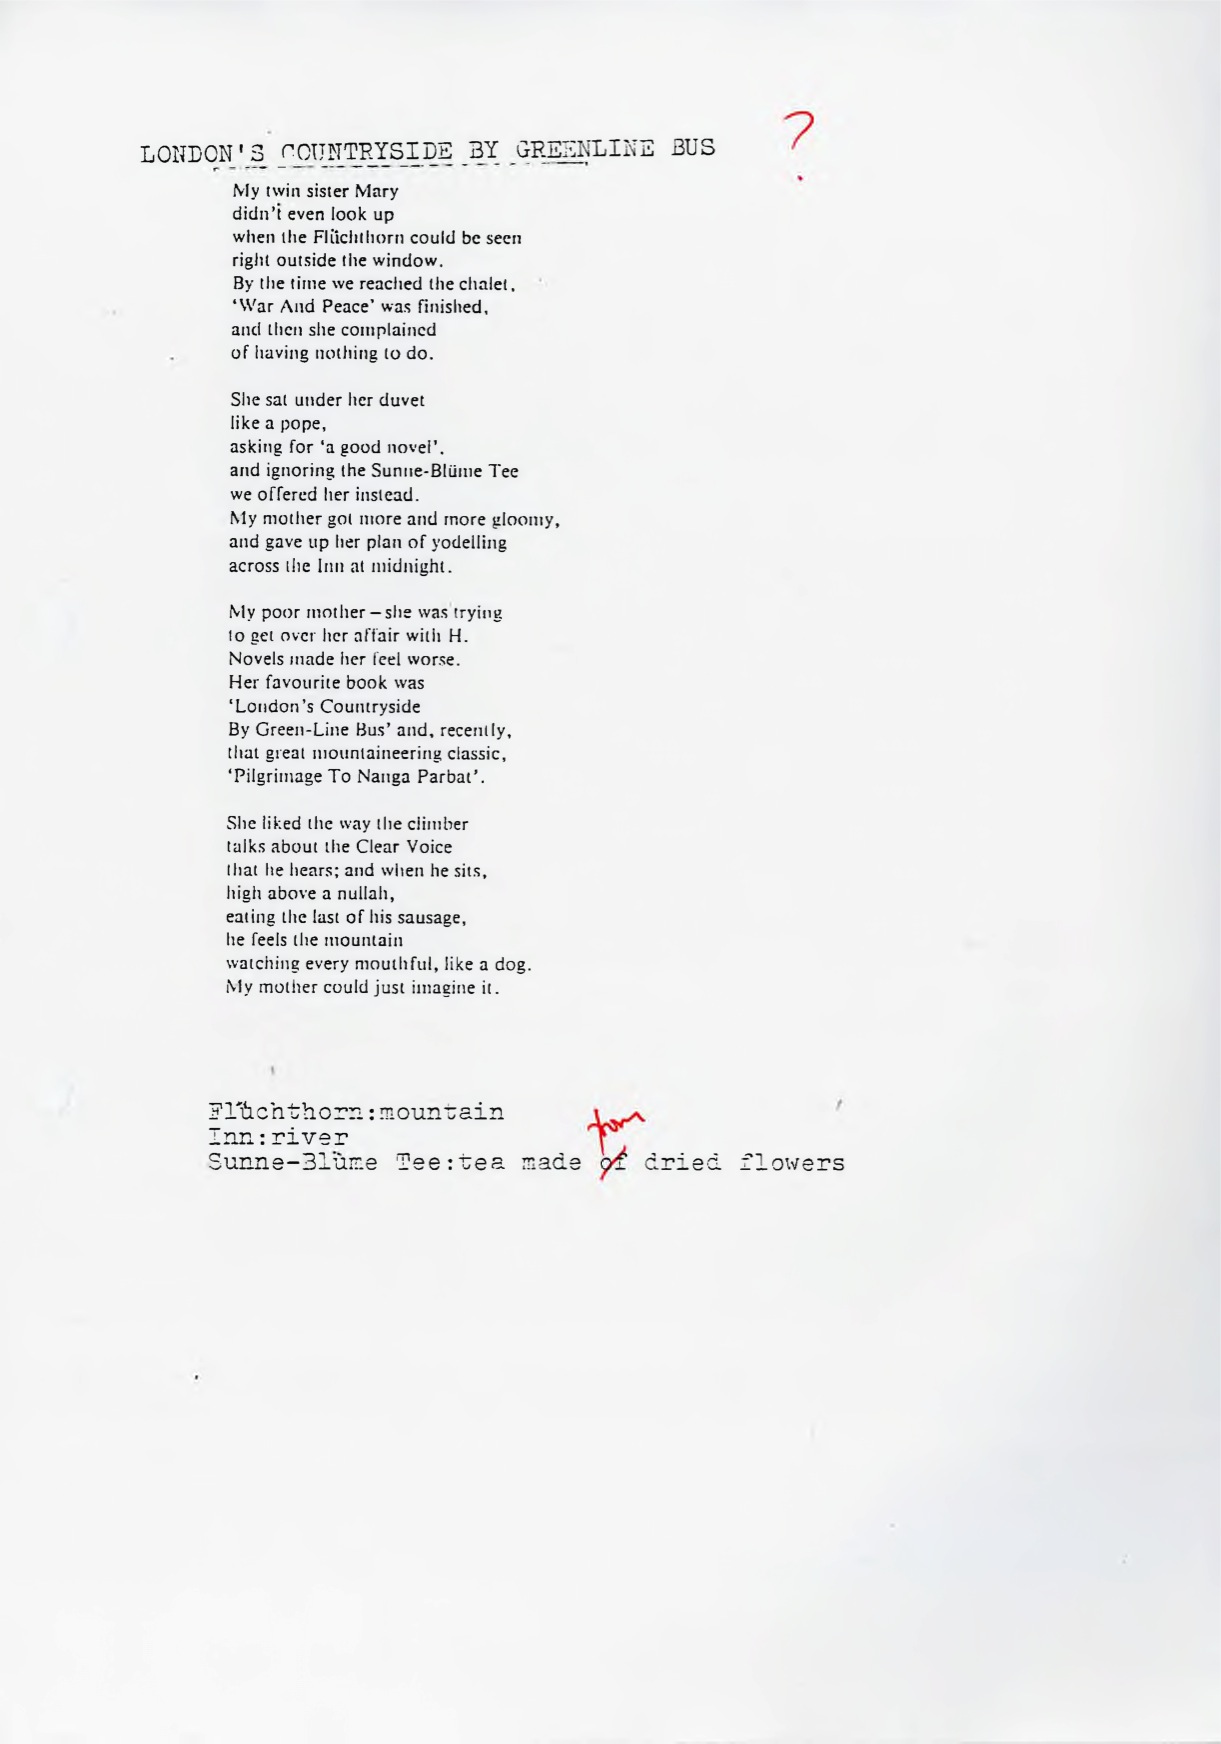 LONDON'S COUNTRYSIDE BY GREENLINE BUS ?
My twin sister Mary
didn't even look up
when the Flüchthorn could be seen
right outside the window.
By the time we reached the chalet,
‘War And Peace’ was finished,
and then she complained
of having nothing to do.
She sat under her duvet
like a pope,
asking for ‘a good novel’.
and ignoring the Sunne-Blüme Tee
we offered her instead.
My mother got more and more gloomy,
and gave up her plan of yodelling
across the Inn at midnight.
My poor mother – she was trying
to get over her affair with H.
Novels made her feel worse.
Her favourite book was
‘London's Countryside
By Green-Line Bus’ and, recently,
that great mountaineering classic,
‘Pilgrimage To Nanga Parbat’.
She liked the way the climber
talks about the Clear Voice
that he hears; and when he sits,
high above a nullah,
eating the last of his sausage,
he feels the mountain
watching every mouthful, like a dog.
My mother could just imagine it.
Flüchthorn:mountain
Inn:river
from
Sunne-Blüme Tee:tea made of dried flowers